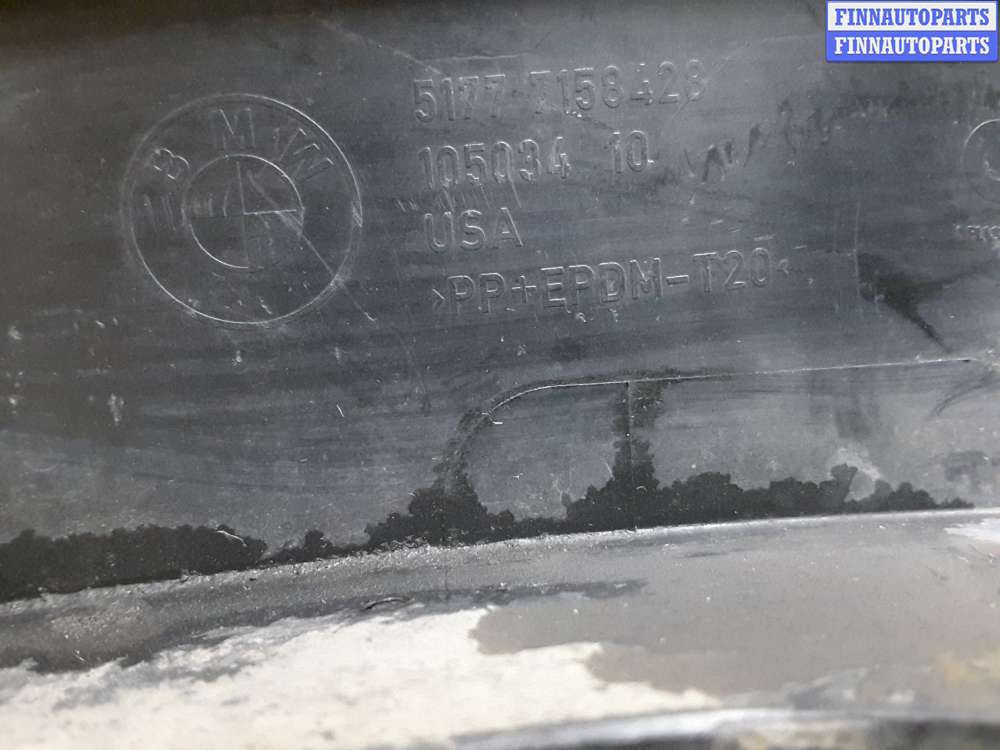 FINNAUTOPARTS
FINNAUTOPARTS
BMW
5177-7158428
105034 10
USA
>PP+EPDM-T20<